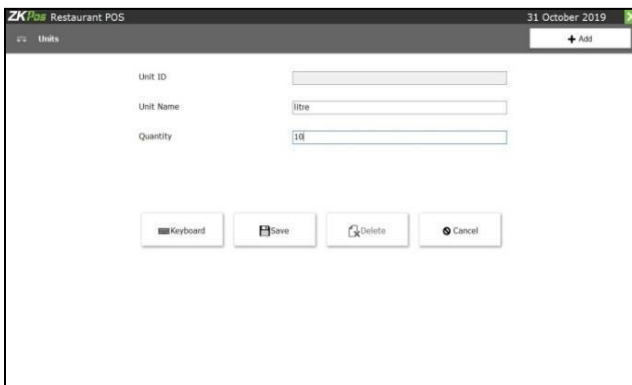 ZKPos Restaurant POS 31 October 2019
Units + Add
Unit ID
Unit Name litre
Quantity 10
Keyboard Save Delete Cancel